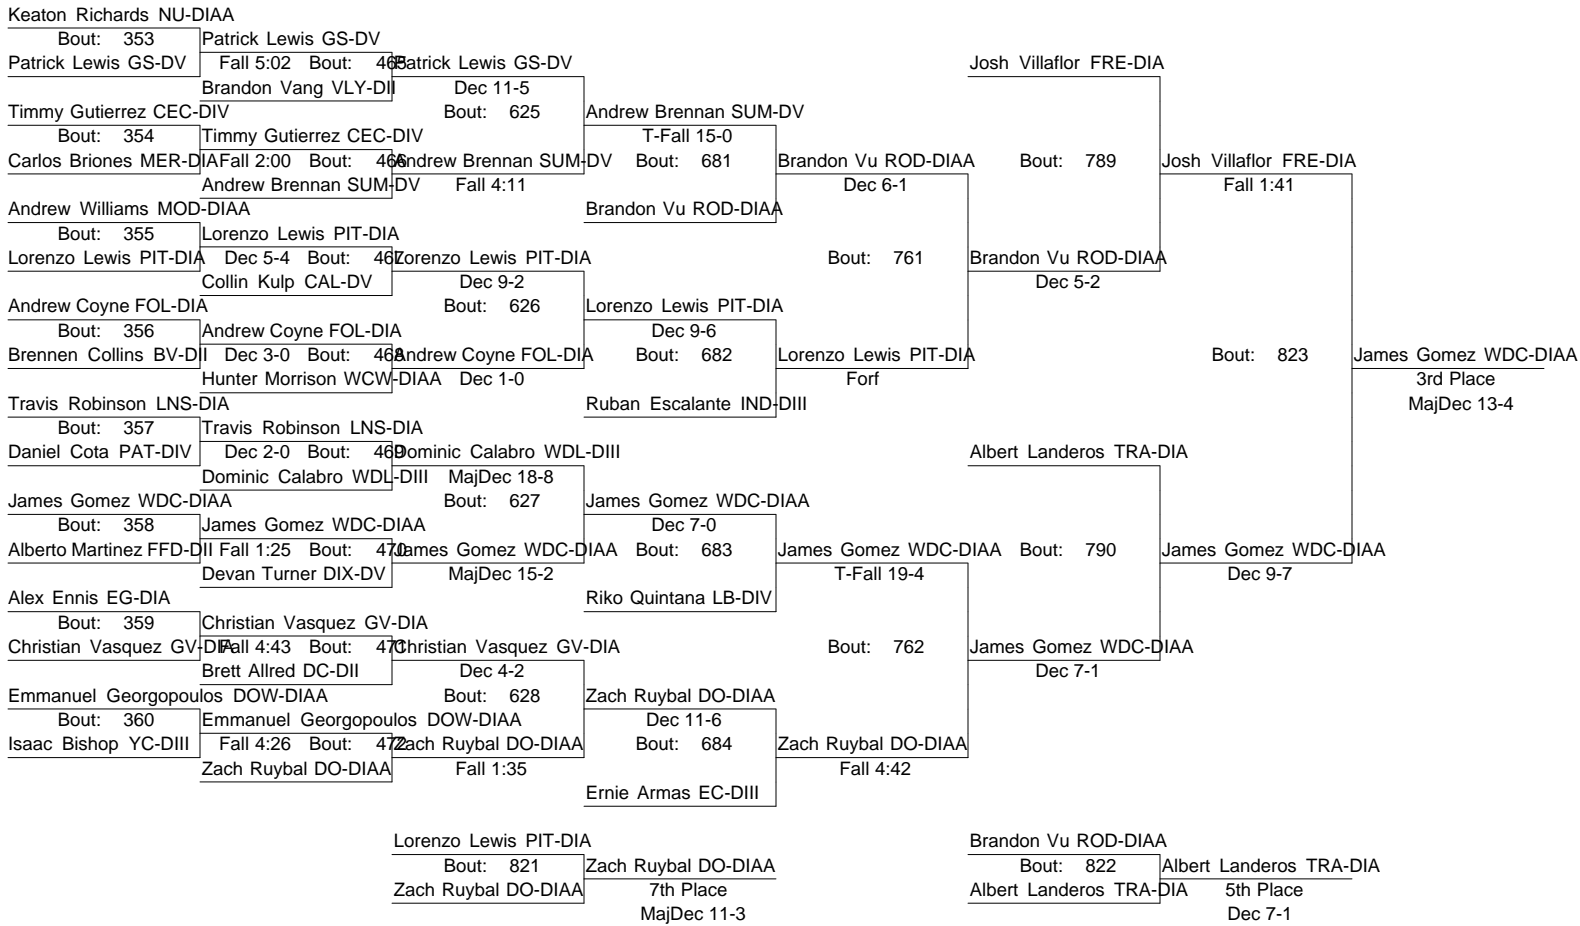 Keaton Richards NU-DIAA
Bout: 353
Patrick Lewis GS-DV
Timmy Gutierrez CEC-DIV
Bout: 354
Carlos Briones MER-DIA
Andrew Williams MOD-DIAA
Bout: 355
Lorenzo Lewis PIT-DIA
Andrew Coyne FOL-DIA
Bout: 356
Brennen Collins BV-DII
Travis Robinson LNS-DIA
Bout: 357
Daniel Cota PAT-DIV
James Gomez WDC-DIAA
Bout: 358
Alberto Martinez FFD-DII
Alex Ennis EG-DIA
Bout: 359
Christian Vasquez GV-DIA
Emmanuel Georgopoulos DOW-DIAA
Bout: 360
Isaac Bishop YC-DIII
Patrick Lewis GS-DV
Fall 5:02 Bout: 465
Brandon Vang VLY-DII
Timmy Gutierrez CEC-DIV
Fall 2:00 Bout: 466
Andrew Brennan SUM-DV
Lorenzo Lewis PIT-DIA
Dec 5-4 Bout: 467
Collin Kulp CAL-DV
Andrew Coyne FOL-DIA
Dec 3-0 Bout: 468
Hunter Morrison WCW-DIAA
Travis Robinson LNS-DIA
Dec 2-0 Bout: 469
Dominic Calabro WDL-DIII
James Gomez WDC-DIAA
Fall 1:25 Bout: 470
Devan Turner DIX-DV
Christian Vasquez GV-DIA
Fall 4:43 Bout: 471
Brett Allred DC-DII
Emmanuel Georgopoulos DOW-DIAA
Fall 4:26 Bout: 472
Zach Ruybal DO-DIAA
Patrick Lewis GS-DV
Dec 11-5
Bout: 625
Andrew Brennan SUM-DV
Fall 4:11
Lorenzo Lewis PIT-DIA
Dec 9-2
Bout: 626
Andrew Coyne FOL-DIA
Dec 1-0
Dominic Calabro WDL-DIII
MajDec 18-8
Bout: 627
James Gomez WDC-DIAA
MajDec 15-2
Christian Vasquez GV-DIA
Dec 4-2
Bout: 628
Zach Ruybal DO-DIAA
Fall 1:35
Andrew Brennan SUM-DV
T-Fall 15-0
Bout: 681
Brandon Vu ROD-DIAA
Lorenzo Lewis PIT-DIA
Dec 9-6
Bout: 682
Ruban Escalante IND-DIII
James Gomez WDC-DIAA
Dec 7-0
Bout: 683
Riko Quintana LB-DIV
Zach Ruybal DO-DIAA
Dec 11-6
Bout: 684
Ernie Armas EC-DIII
Brandon Vu ROD-DIAA
Dec 6-1
Bout: 761
Lorenzo Lewis PIT-DIA
Forf
James Gomez WDC-DIAA
T-Fall 19-4
Bout: 762
Zach Ruybal DO-DIAA
Fall 4:42
Josh Villaflor FRE-DIA
Bout: 789
Brandon Vu ROD-DIAA
Dec 5-2
Albert Landeros TRA-DIA
Bout: 790
James Gomez WDC-DIAA
Dec 7-1
Josh Villaflor FRE-DIA
Fall 1:41
Bout: 823
James Gomez WDC-DIAA
Dec 9-7
James Gomez WDC-DIAA
3rd Place
MajDec 13-4
Lorenzo Lewis PIT-DIA
Bout: 821
Zach Ruybal DO-DIAA
Zach Ruybal DO-DIAA
7th Place
MajDec 11-3
Brandon Vu ROD-DIAA
Bout: 822
Albert Landeros TRA-DIA
Albert Landeros TRA-DIA
5th Place
Dec 7-1